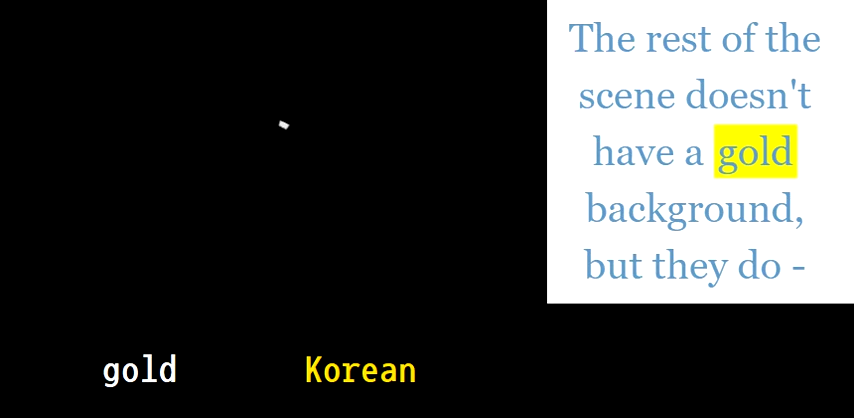 The rest of the
scene doesn't
have a gold
background,
but they do -
gold Korean